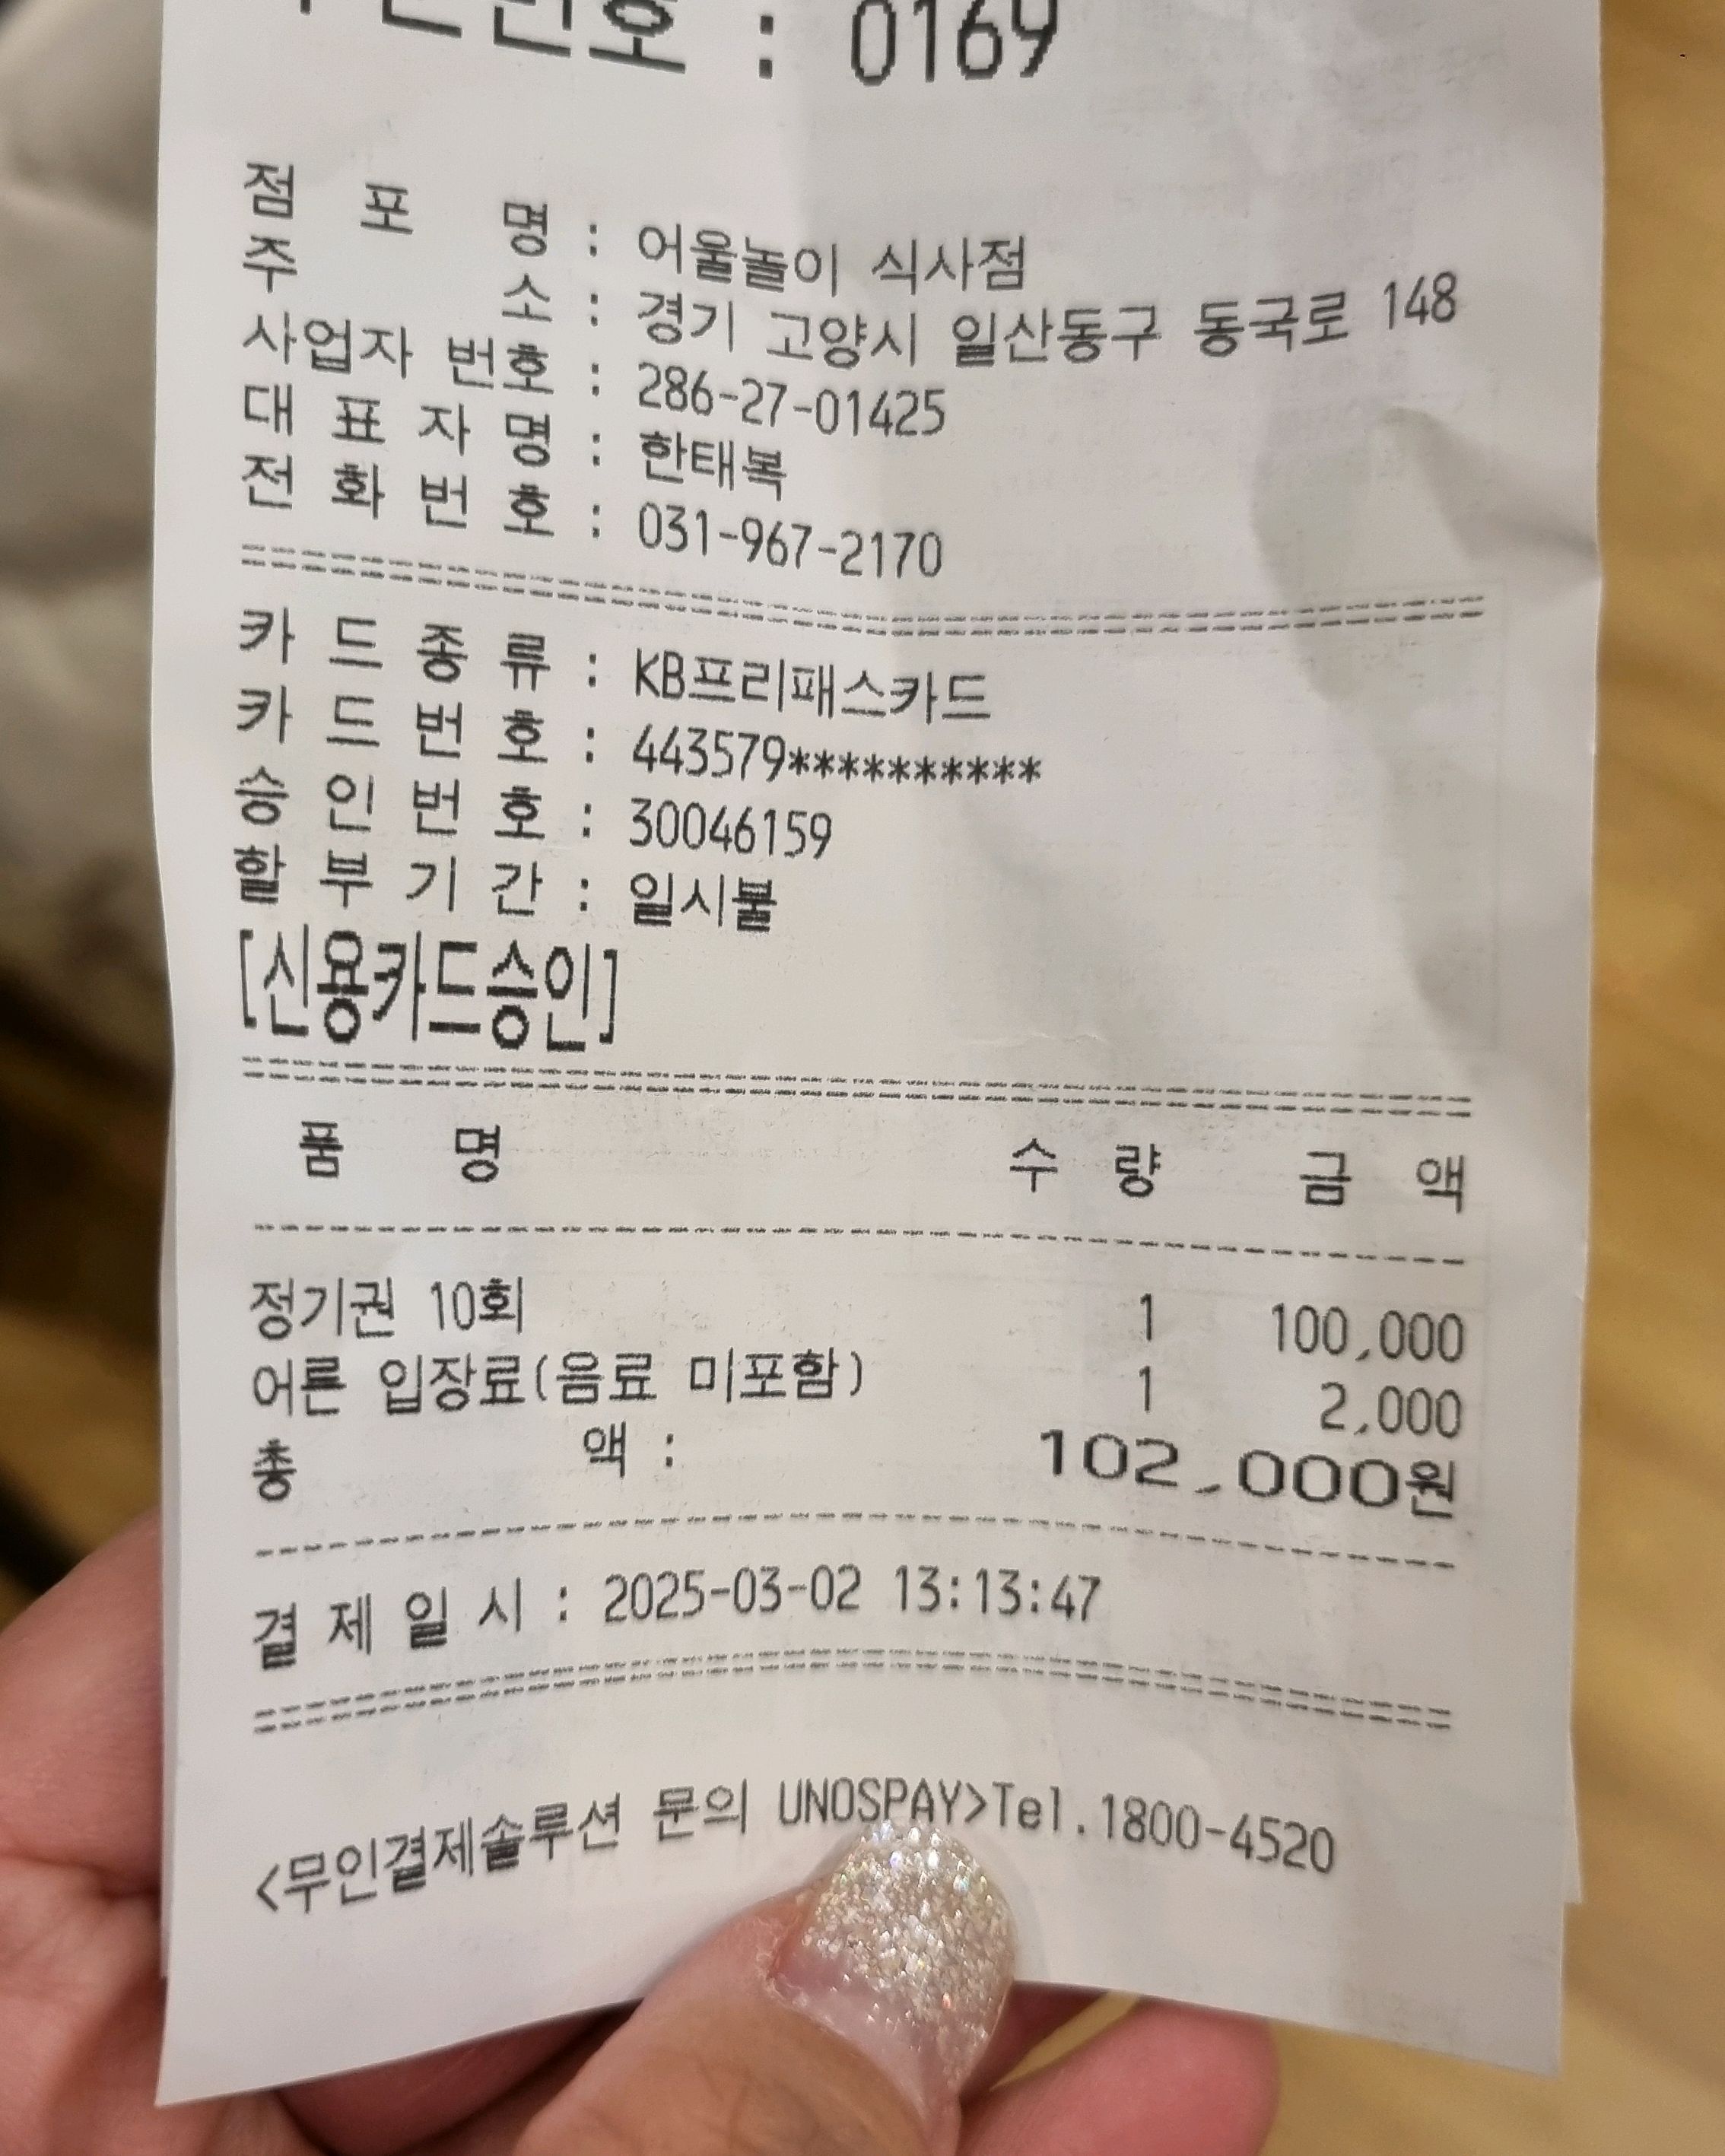 번호 : 0169
점 포 명 : 어울놀이 식사점
주 소 : 경기 고양시 일산동구 동국로 148
사업자 번호 : 286-27-01425
대 표 자 명 : 한태복
전 화 번 호 : 031-967-2170
카 드 종 류 : KB프리패스카드
카 드 번 호 : 443579**********
승 인 번 호 : 30046159
할 부 기 간 : 일시불
[신용카드승인]
품 명 수 량 금 액
정기권 10회 1 100,000
어른 입장료(음료 미포함) 1 2,000
총 액 : 102,000원
결 제 일 시 : 2025-03-02 13:13:47
<무인결제솔루션 문의 UNOSPAY>Tel.1800-4520